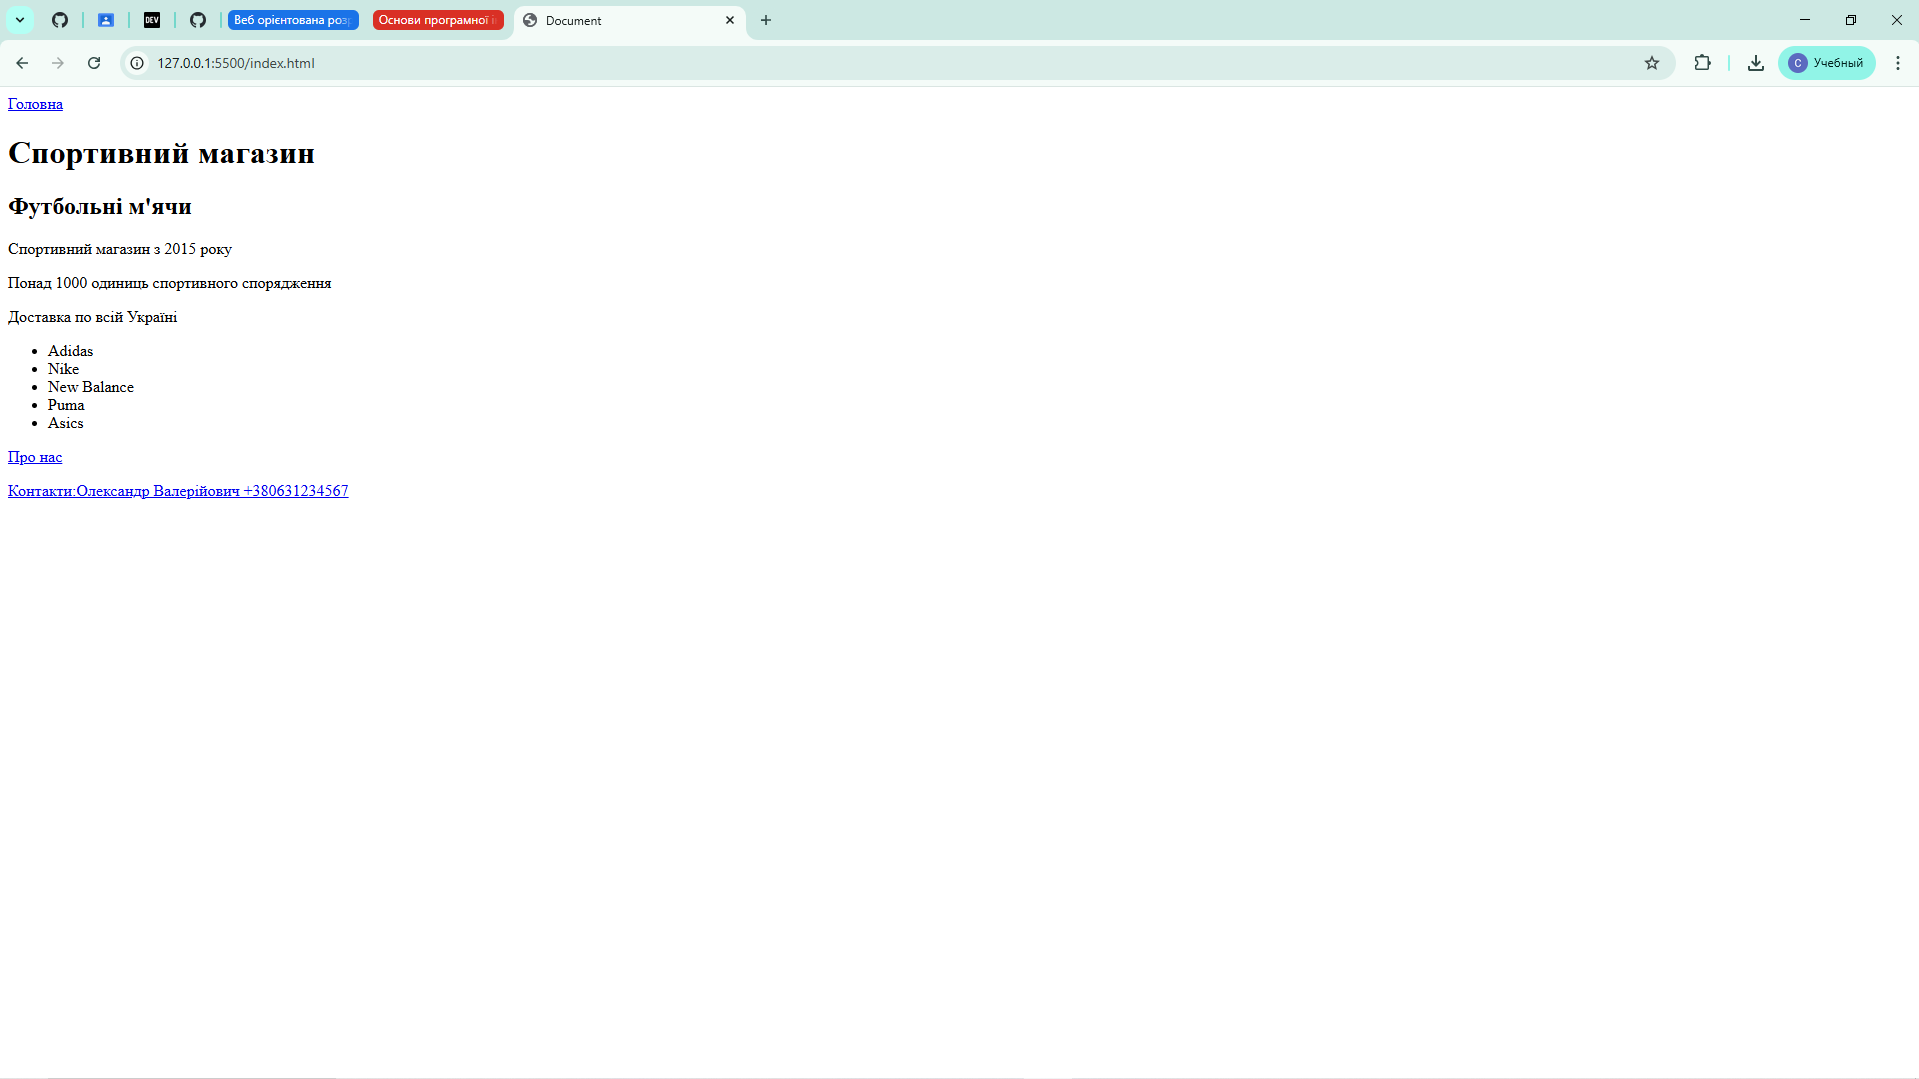 DEV
Веб орієнтована роз
Основи програмної і
Document
127.0.0.1:5500/index.html
С
Учебный
Головна
Спортивний магазин
Футбольні м'ячи
Спортивний магазин з 2015 року
Понад 1000 одиниць спортивного спорядження
Доставка по всій Україні
Adidas
Nike
New Balance
Puma
Asics
Про нас
Контакти:Олександр Валерійович +380631234567